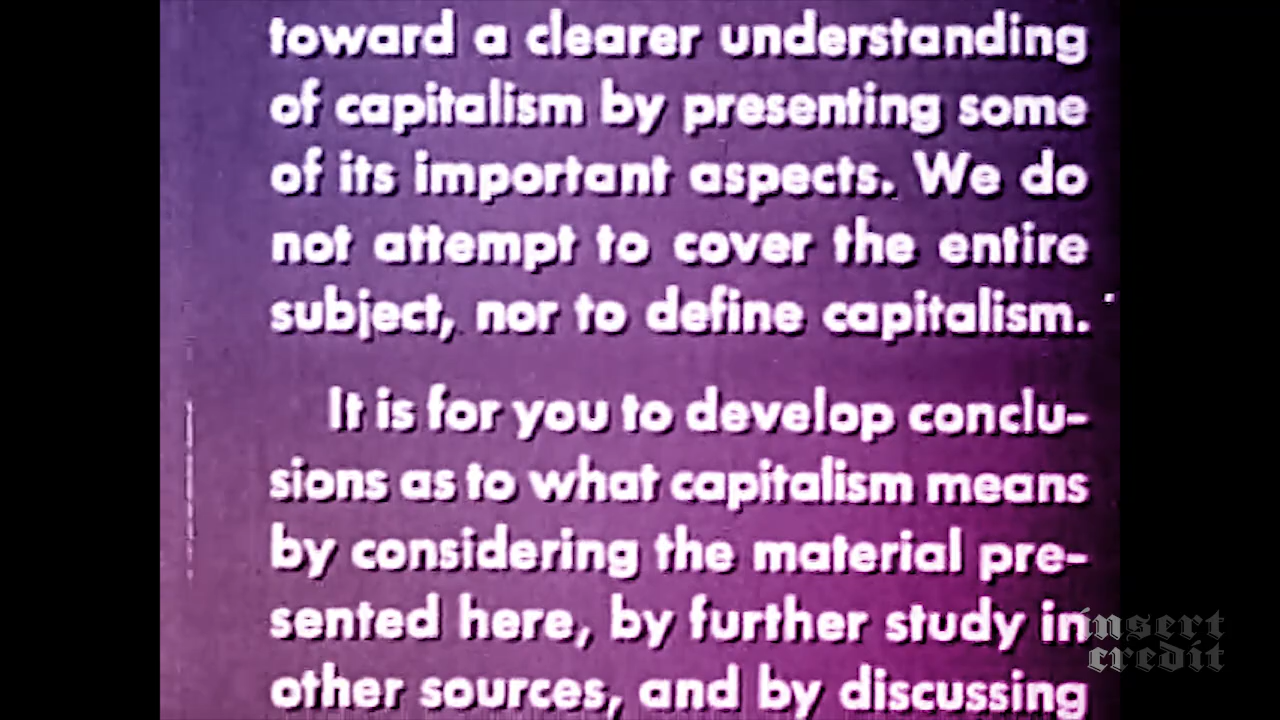 toward a clearer understanding
of capitalism by presenting some
of its important aspects. We do
not attempt to cover the entire
subject, nor to define capitalism.
It is for you to develop conclu-
sions as to what capitalism means
by considering the material pre-
sented here, by further study in
other sources, and by discussing
insert
credit